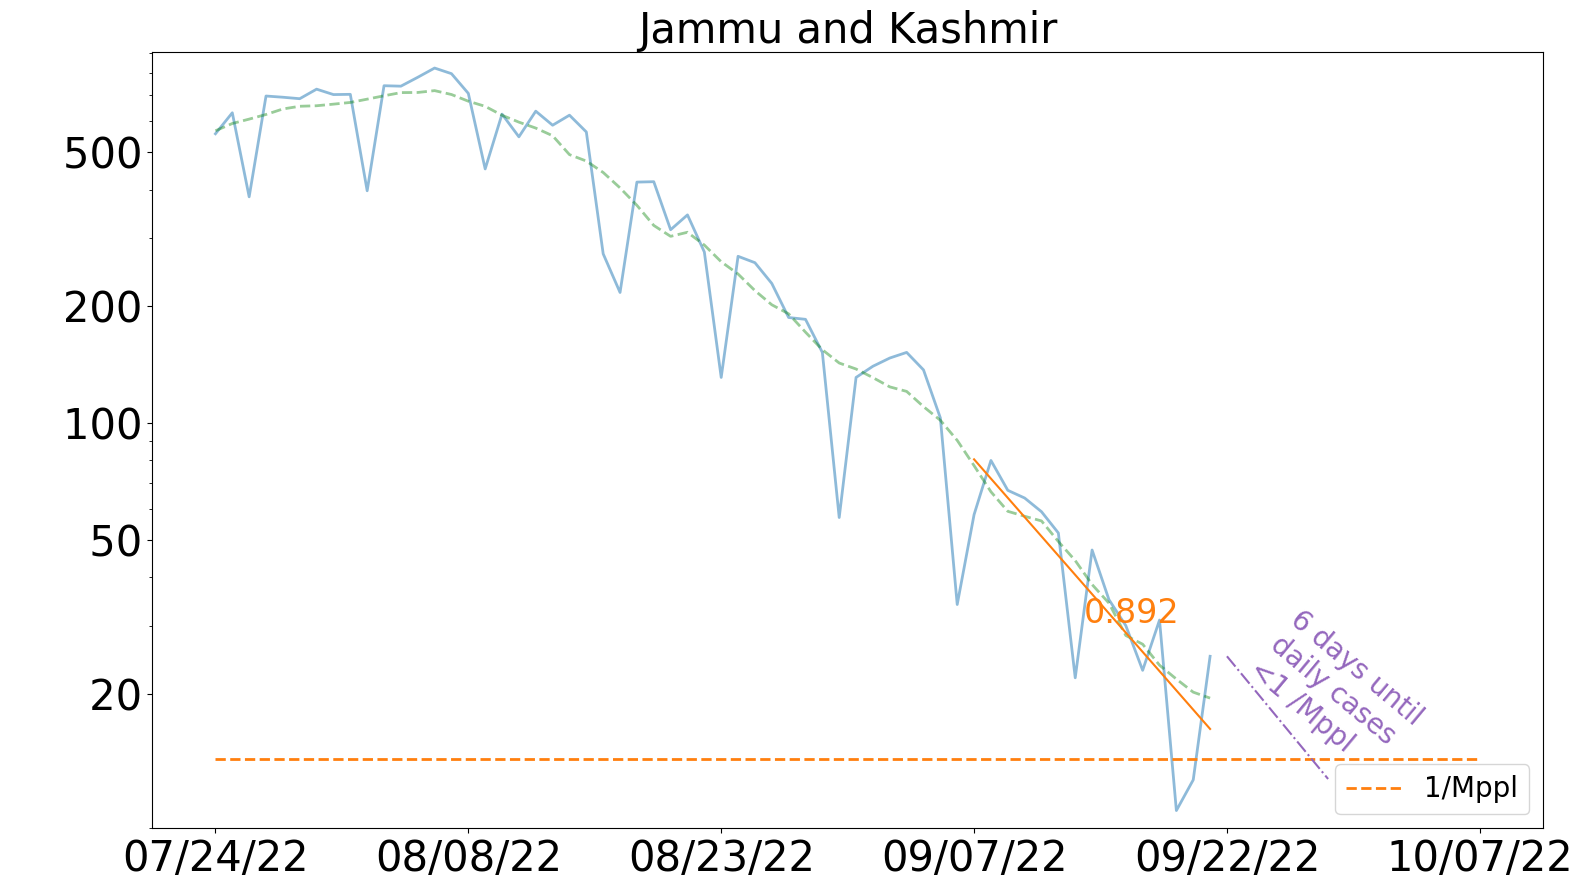 Jammu and Kashmir
500
200
100
50
20
0.892
6 days until
daily cases
<1 /Mppl
1/Mppl
07/24/22
08/08/22
08/23/22
09/07/22
09/22/22
10/07/22